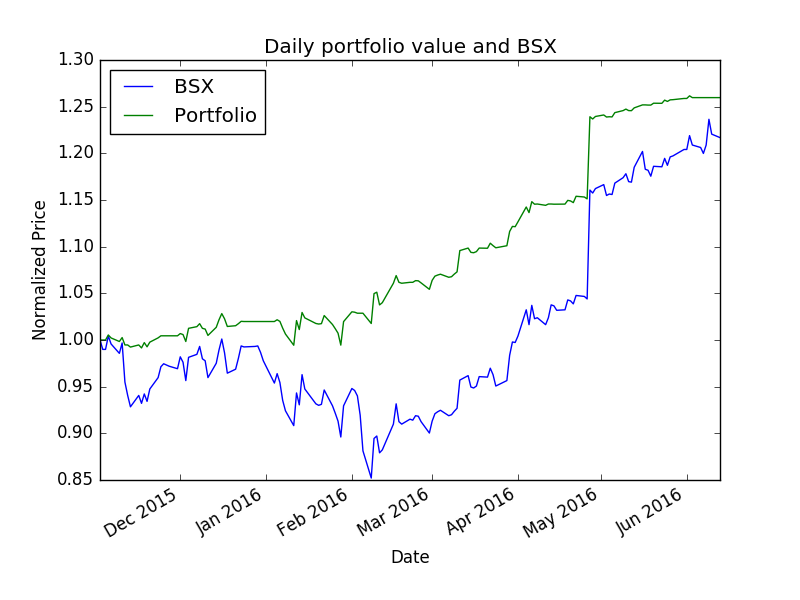 Daily portfolio value and BSX
BSX
Portfolio
1.30
1.25
1.20
1.15
1.10
1.05
1.00
0.95
0.90
0.85
Normalized Price
Dec 2015
Jan 2016
Feb 2016
Mar 2016
Apr 2016
May 2016
Jun 2016
Date